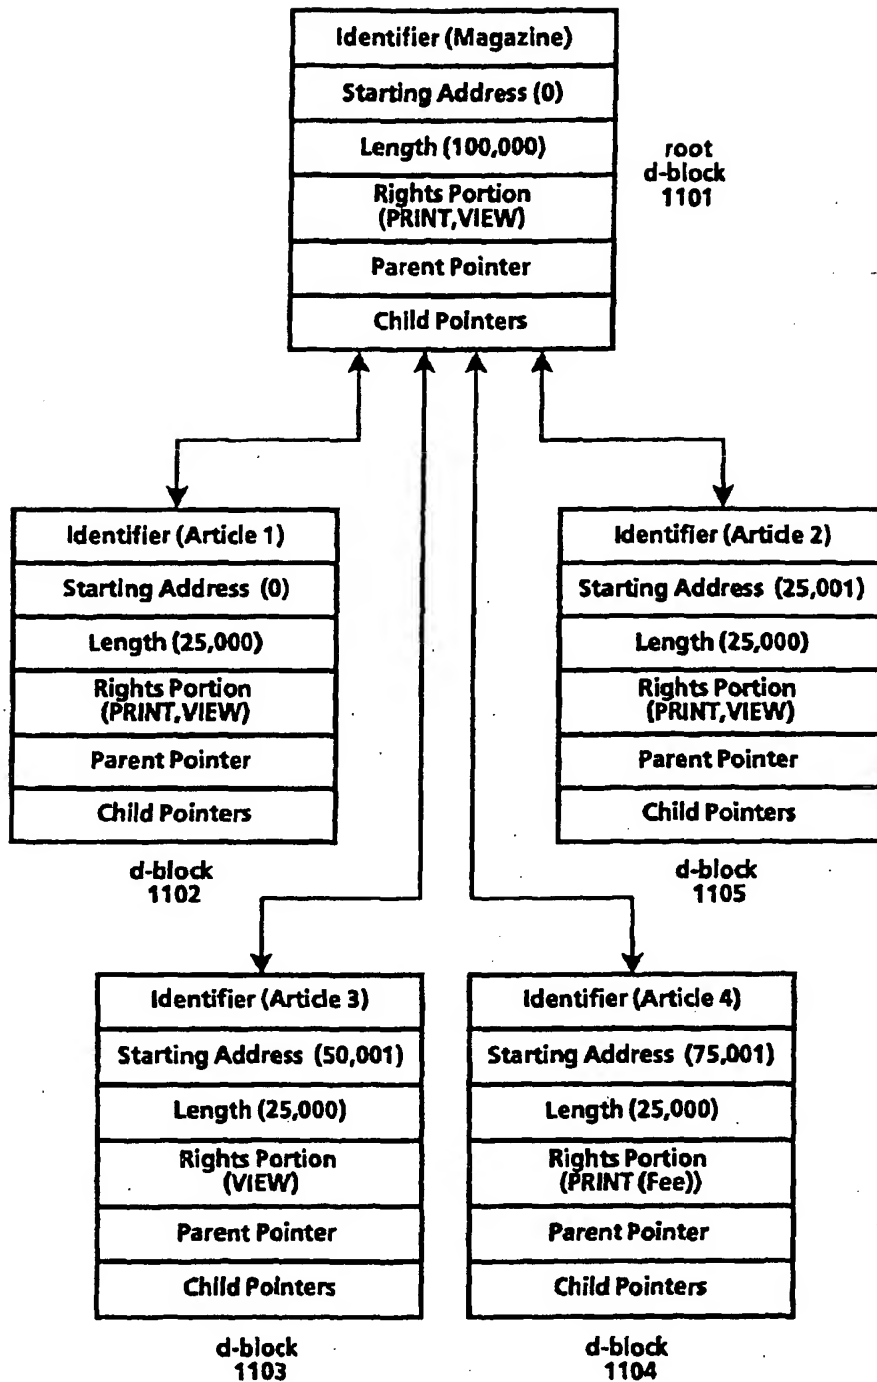 Identifier (Magazine)
Starting Address (0)
Length (100,000)
Rights Portion
(PRINT,VIEW)
Parent Pointer
Child Pointers
root
d-block
1101
Identifier (Article 1)
Starting Address (0)
Length (25,000)
Rights Portion
(PRINT,VIEW)
Parent Pointer
Child Pointers
d-block
1102
Identifier (Article 2)
Starting Address (25,001)
Length (25,000)
Rights Portion
(PRINT,VIEW)
Parent Pointer
Child Pointers
d-block
1105
Identifier (Article 3)
Starting Address (50,001)
Length (25,000)
Rights Portion
(VIEW)
Parent Pointer
Child Pointers
d-block
1103
Identifier (Article 4)
Starting Address (75,001)
Length (25,000)
Rights Portion
(PRINT (Fee))
Parent Pointer
Child Pointers
d-block
1104